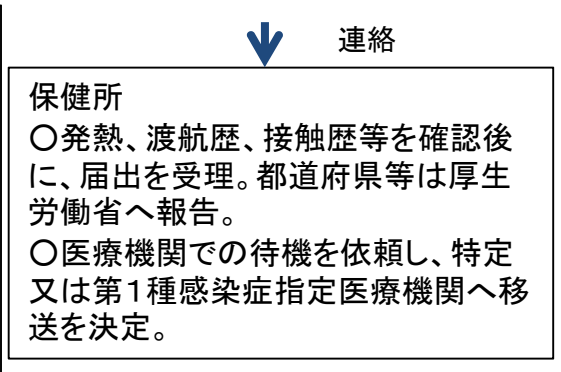 連絡
保健所
○発熱、渡航歴、接触歴等を確認後
に、届出を受理。都道府県等は厚生
労働省へ報告。
○医療機関での待機を依頼し、特定
又は第１種感染症指定医療機関へ移
送を決定。